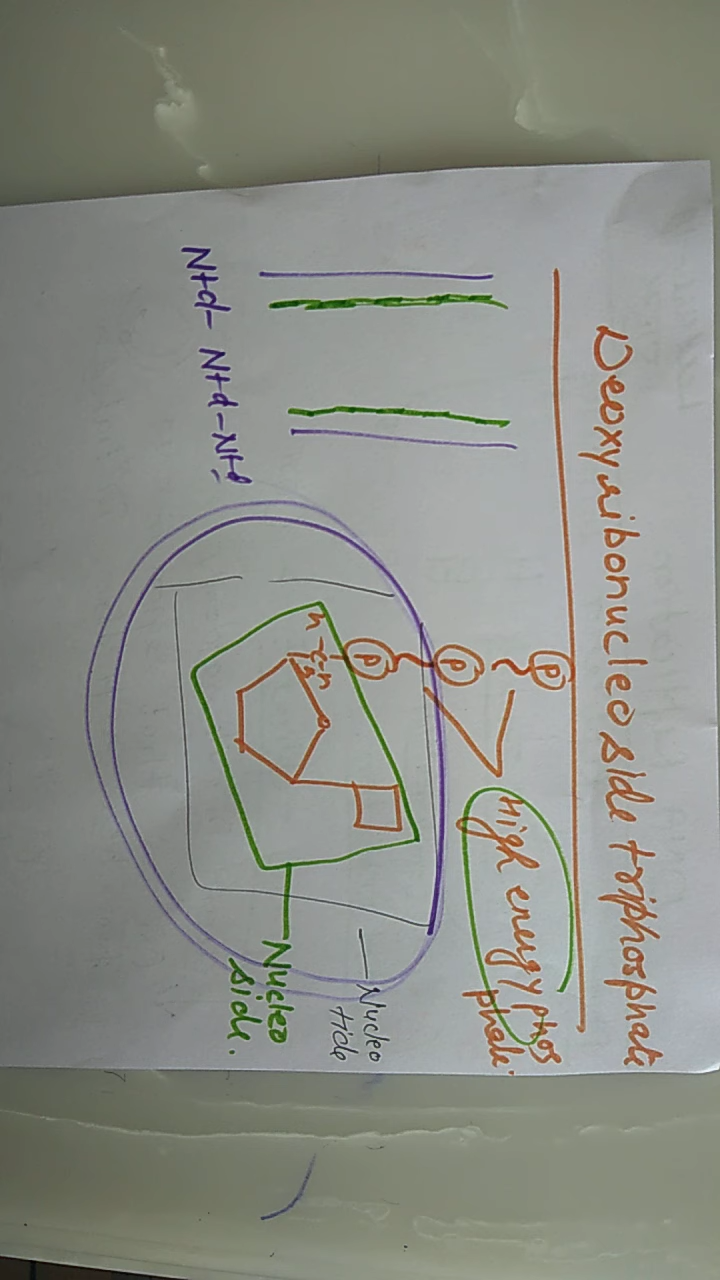 Deoxyribonucleoside triphosphate
P
P
P
High energy phos
phate
Ntd- Ntd-Ntd
Nucleo
tide
Nucleo
side.